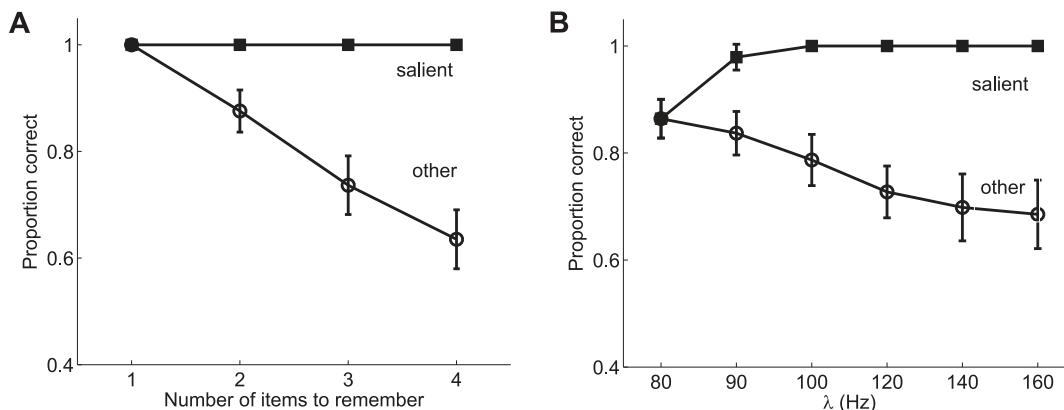 A
Proportion correct
1
0.8
0.6
0.4
salient
other
1 2 3 4
Number of items to remember
B
Proportion correct
1
0.8
0.6
0.4
salient
other
80 90 100 120 140 160
λ (Hz)